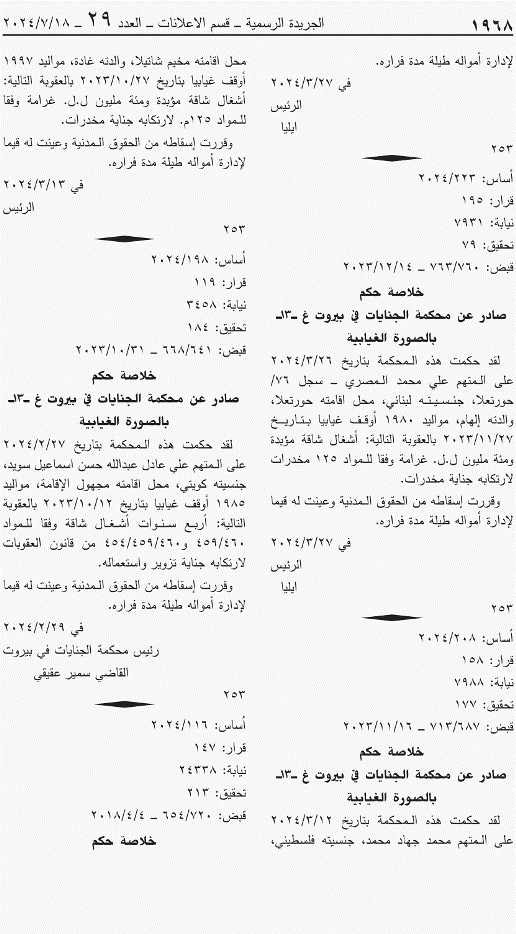 ١٩٦٨
الجريدة الرسمية – قسم الاعلانات – العدد ٢٩ – ٢٠٢٤/٧/١٨
لإدارة أمواله طيلة مدة فراره.
في ٢٠٢٤/٣/٢٧
الرئيس
ايليا
٢٥٣
أساس: ٢٠٢٤/٢٢٣
قرار: ١٩٥
نيابة: ٧٩٣١
تحقيق: ٧٩
قبض: ٧٦٣/٧٦٠ – ٢٠٢٣/١٢/١٤
خلاصة حكم
صادر عن محكمة الجنايات في بيروت غ –١٣–
بالصورة الغيابية
لقد حكمت هذه المحكمة بتاريخ ٢٠٢٤/٣/٢٦
على المتهم علي محمد المصري – سجل ٧٦/
حورتعلا، جنسيته لبناني، محل اقامته حورتعلا،
والدته إلهام، مواليد ١٩٨٠ أوقف غيابيا بتاريخ
٢٠٢٣/١١/٢٧ بالعقوبة التالية: أشغال شاقة مؤبدة
ومئة مليون ل.ل. غرامة وفقا للمواد ١٢٥ مخدرات
لارتكابه جناية مخدرات.
وقررت إسقاطه من الحقوق المدنية وعينت له قيما
لإدارة أمواله طيلة مدة فراره.
في ٢٠٢٤/٣/٢٧
الرئيس
ايليا
٢٥٣
أساس: ٢٠٢٤/٢٠٨
قرار: ١٥٨
نيابة: ٧٩٨٨
تحقيق: ١٧٧
قبض: ٧١٣/٦٨٧ – ٢٠٢٣/١١/١٦
خلاصة حكم
صادر عن محكمة الجنايات في بيروت غ –١٣–
بالصورة الغيابية
لقد حكمت هذه المحكمة بتاريخ ٢٠٢٤/٣/١٢
على المتهم محمد جهاد محمد، جنسيته فلسطيني،
محل اقامته مخيم شاتيلا، والدته غادة، مواليد ١٩٩٧
أوقف غيابيا بتاريخ ٢٠٢٣/١٠/٢٧ بالعقوبة التالية:
أشغال شاقة مؤبدة ومئة مليون ل.ل. غرامة وفقا
للمواد ١٢٥م. لارتكابه جناية مخدرات.
وقررت إسقاطه من الحقوق المدنية وعينت له قيما
لإدارة أمواله طيلة مدة فراره.
في ٢٠٢٤/٣/١٣
الرئيس
٢٥٣
أساس: ٢٠٢٤/١٩٨
قرار: ١١٩
نيابة: ٣٤٥٨
تحقيق: ١٨٤
قبض: ٦٦٨/٦٤١ – ٢٠٢٣/١٠/٣١
خلاصة حكم
صادر عن محكمة الجنايات في بيروت غ –١٣–
بالصورة الغيابية
لقد حكمت هذه المحكمة بتاريخ ٢٠٢٤/٢/٢٧
على المتهم علي عادل عبدالله حسن اسماعيل سويد،
جنسيته كويتي، محل اقامته مجهول الإقامة، مواليد
١٩٨٥ أوقف غيابيا بتاريخ ٢٠٢٣/١٠/١٢ بالعقوبة
التالية: أربع سنوات أشغال شاقة وفقا للمواد
٤٥٩/٤٦٠ و٤٥٤/٤٥٩/٤٦٠ من قانون العقوبات
لارتكابه جناية تزوير واستعماله.
وقررت إسقاطه من الحقوق المدنية وعينت له قيما
لإدارة أمواله طيلة مدة فراره.
في ٢٠٢٤/٢/٢٩
رئيس محكمة الجنايات في بيروت
القاضي سمير عقيقي
٢٥٣
أساس: ٢٠٢٤/١١٦
قرار: ١٤٧
نيابة: ٢٤٣٣٨
تحقيق: ٢١٣
قبض: ٦٥٤/٧٢٠ – ٢٠١٨/٤/٤
خلاصة حكم